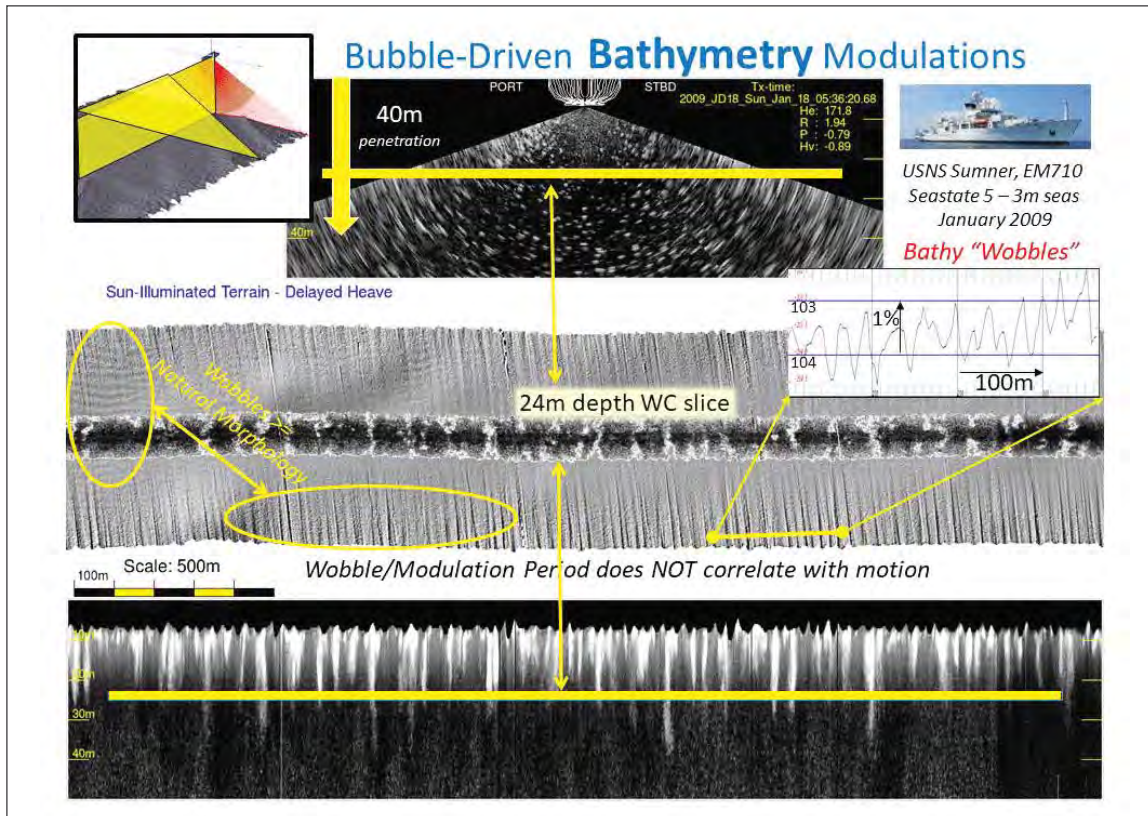 Bubble-Driven Bathymetry Modulations
PORT
STBD
Tx-time:
2009_JD18_Sun_Jan_18_05:36:20.68
He: 171.8
R : 1.94
P : -0.79
Hv: -0.89
40m
penetration
40m
USNS Sumner, EM710
Seastate 5 – 3m seas
January 2009
Bathy “Wobbles”
Sun-Illuminated Terrain - Delayed Heave
103
1%
104
100m
Wobbles >=
Natural Morphology
24m depth WC slice
100m
Scale: 500m
Wobble/Modulation Period does NOT correlate with motion
30m
40m